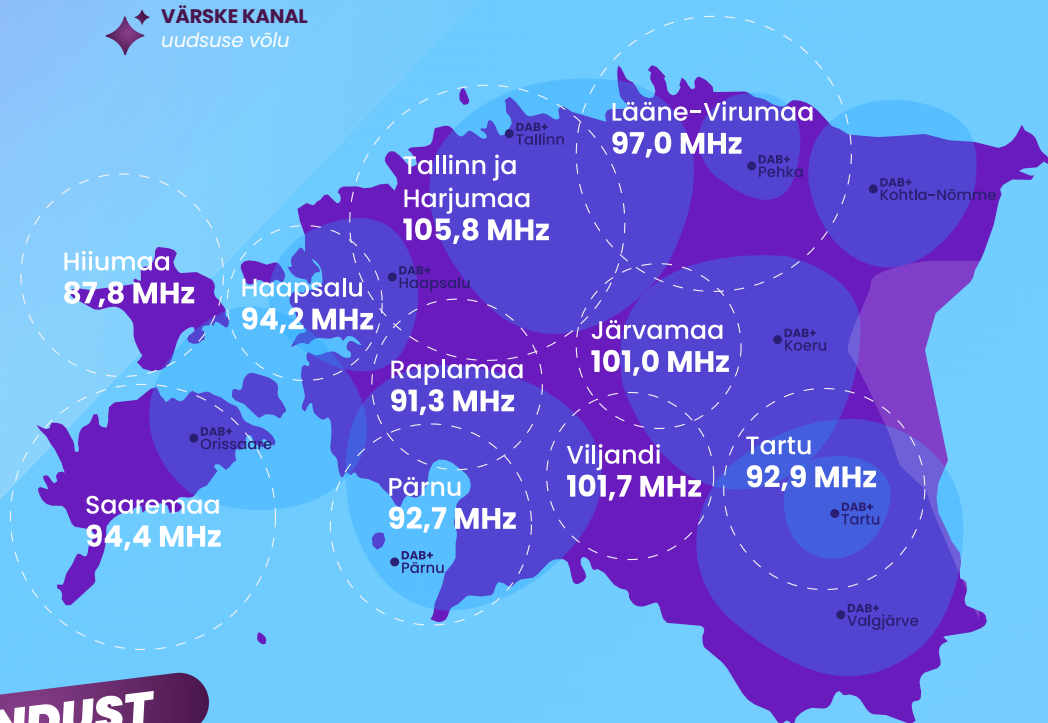 VÄRSKE KANAL
uudsuse võlu
Lääne-Virumaa
97,0 MHz
DAB+
Tallinn
DAB+
Pehka
DAB+
Kohtla-Nõmme
Tallinn ja
Harjumaa
105,8 MHz
Hiiumaa
87,8 MHz
Haapsalu
94,2 MHz
DAB+
Haapsalu
Järvamaa
101,0 MHz
DAB+
Koeru
Raplamaa
91,3 MHz
DAB+
Orissaare
Viljandi
101,7 MHz
Tartu
92,9 MHz
Pärnu
92,7 MHz
Saaremaa
94,4 MHz
DAB+
Tartu
DAB+
Pärnu
DAB+
Valgjärve